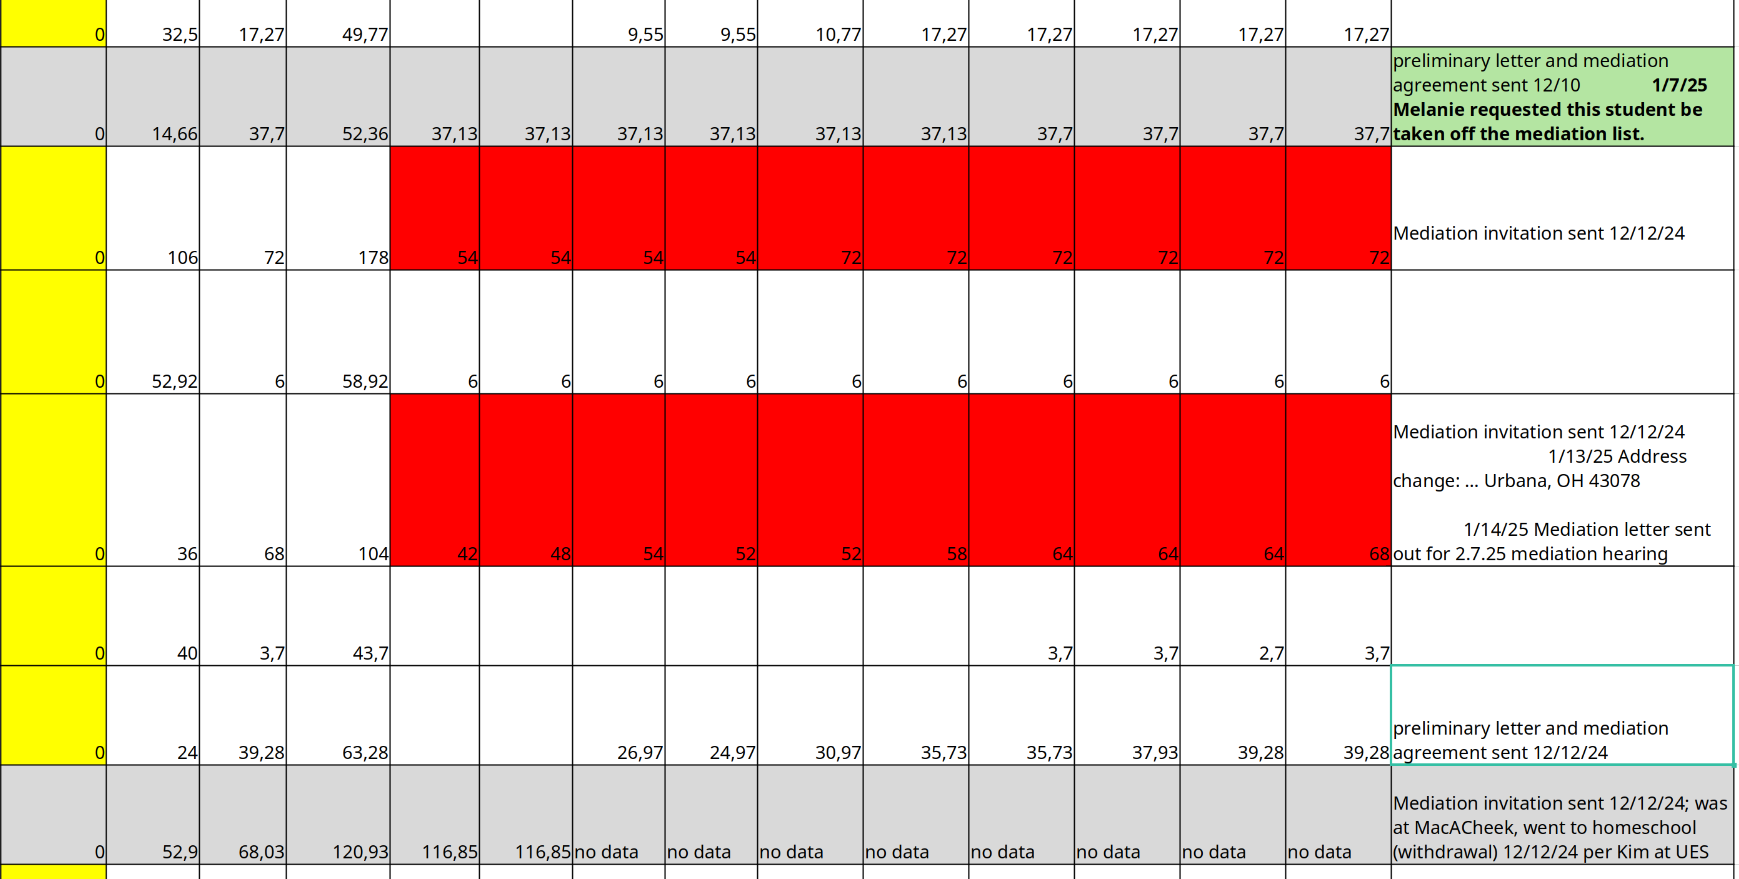 0 32,5 17,27 49,77 9,55 9,55 10,77 17,27 17,27 17,27 17,27 17,27
preliminary letter and mediation
agreement sent 12/10 1/7/25
Melanie requested this student be
0 14,66 37,7 52,36 37,13 37,13 37,13 37,13 37,13 37,13 37,7 37,7 37,7 37,7 taken off the mediation list.
Mediation invitation sent 12/12/24
0 106 72 178 54 54 54 54 72 72 72 72 72 72
0 52,92 6 58,92 6 6 6 6 6 6 6 6 6 6
Mediation invitation sent 12/12/24
1/13/25 Address
change: ... Urbana, OH 43078
1/14/25 Mediation letter sent
0 36 68 104 42 48 54 52 52 58 64 64 64 68 out for 2.7.25 mediation hearing
0 40 3,7 43,7 3,7 3,7 2,7 3,7
preliminary letter and mediation
0 24 39,28 63,28 26,97 24,97 30,97 35,73 35,73 37,93 39,28 39,28 agreement sent 12/12/24
Mediation invitation sent 12/12/24; was
at MacACheek, went to homeschool
0 52,9 68,03 120,93 116,85 116,85 no data no data no data no data no data no data no data no data (withdrawal) 12/12/24 per Kim at UES